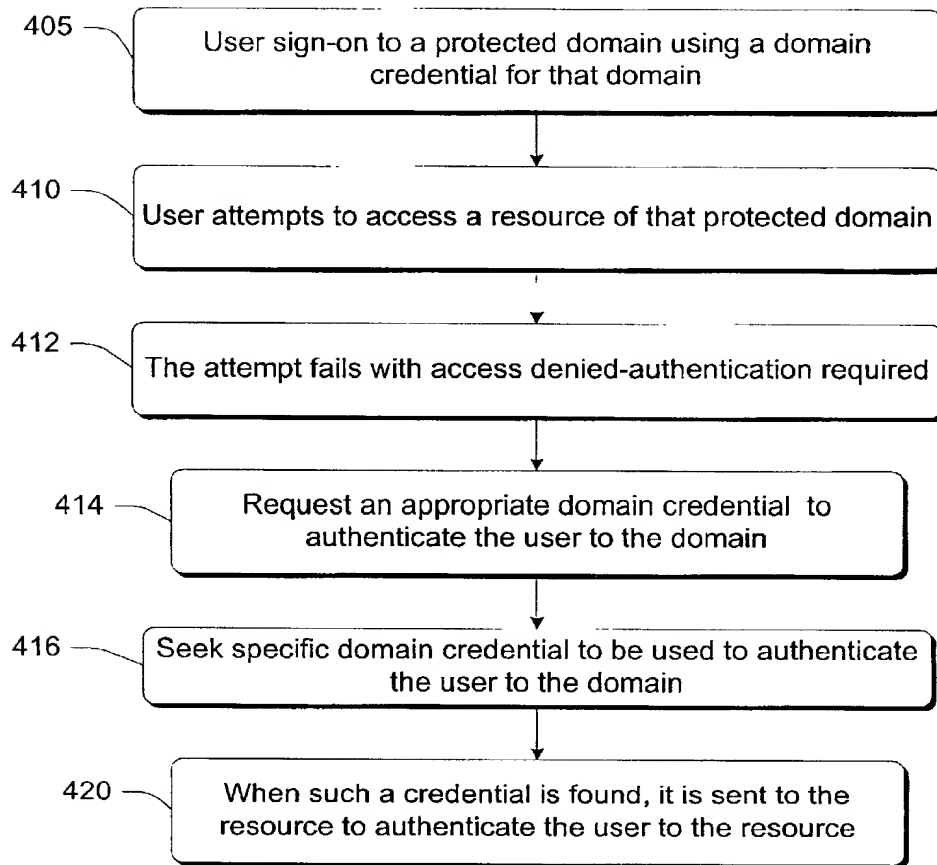 405
User sign-on to a protected domain using a domain
credential for that domain
410
User attempts to access a resource of that protected domain
412
The attempt fails with access denied-authentication required
414
Request an appropriate domain credential to
authenticate the user to the domain
416
Seek specific domain credential to be used to authenticate
the user to the domain
420
When such a credential is found, it is sent to the
resource to authenticate the user to the resource